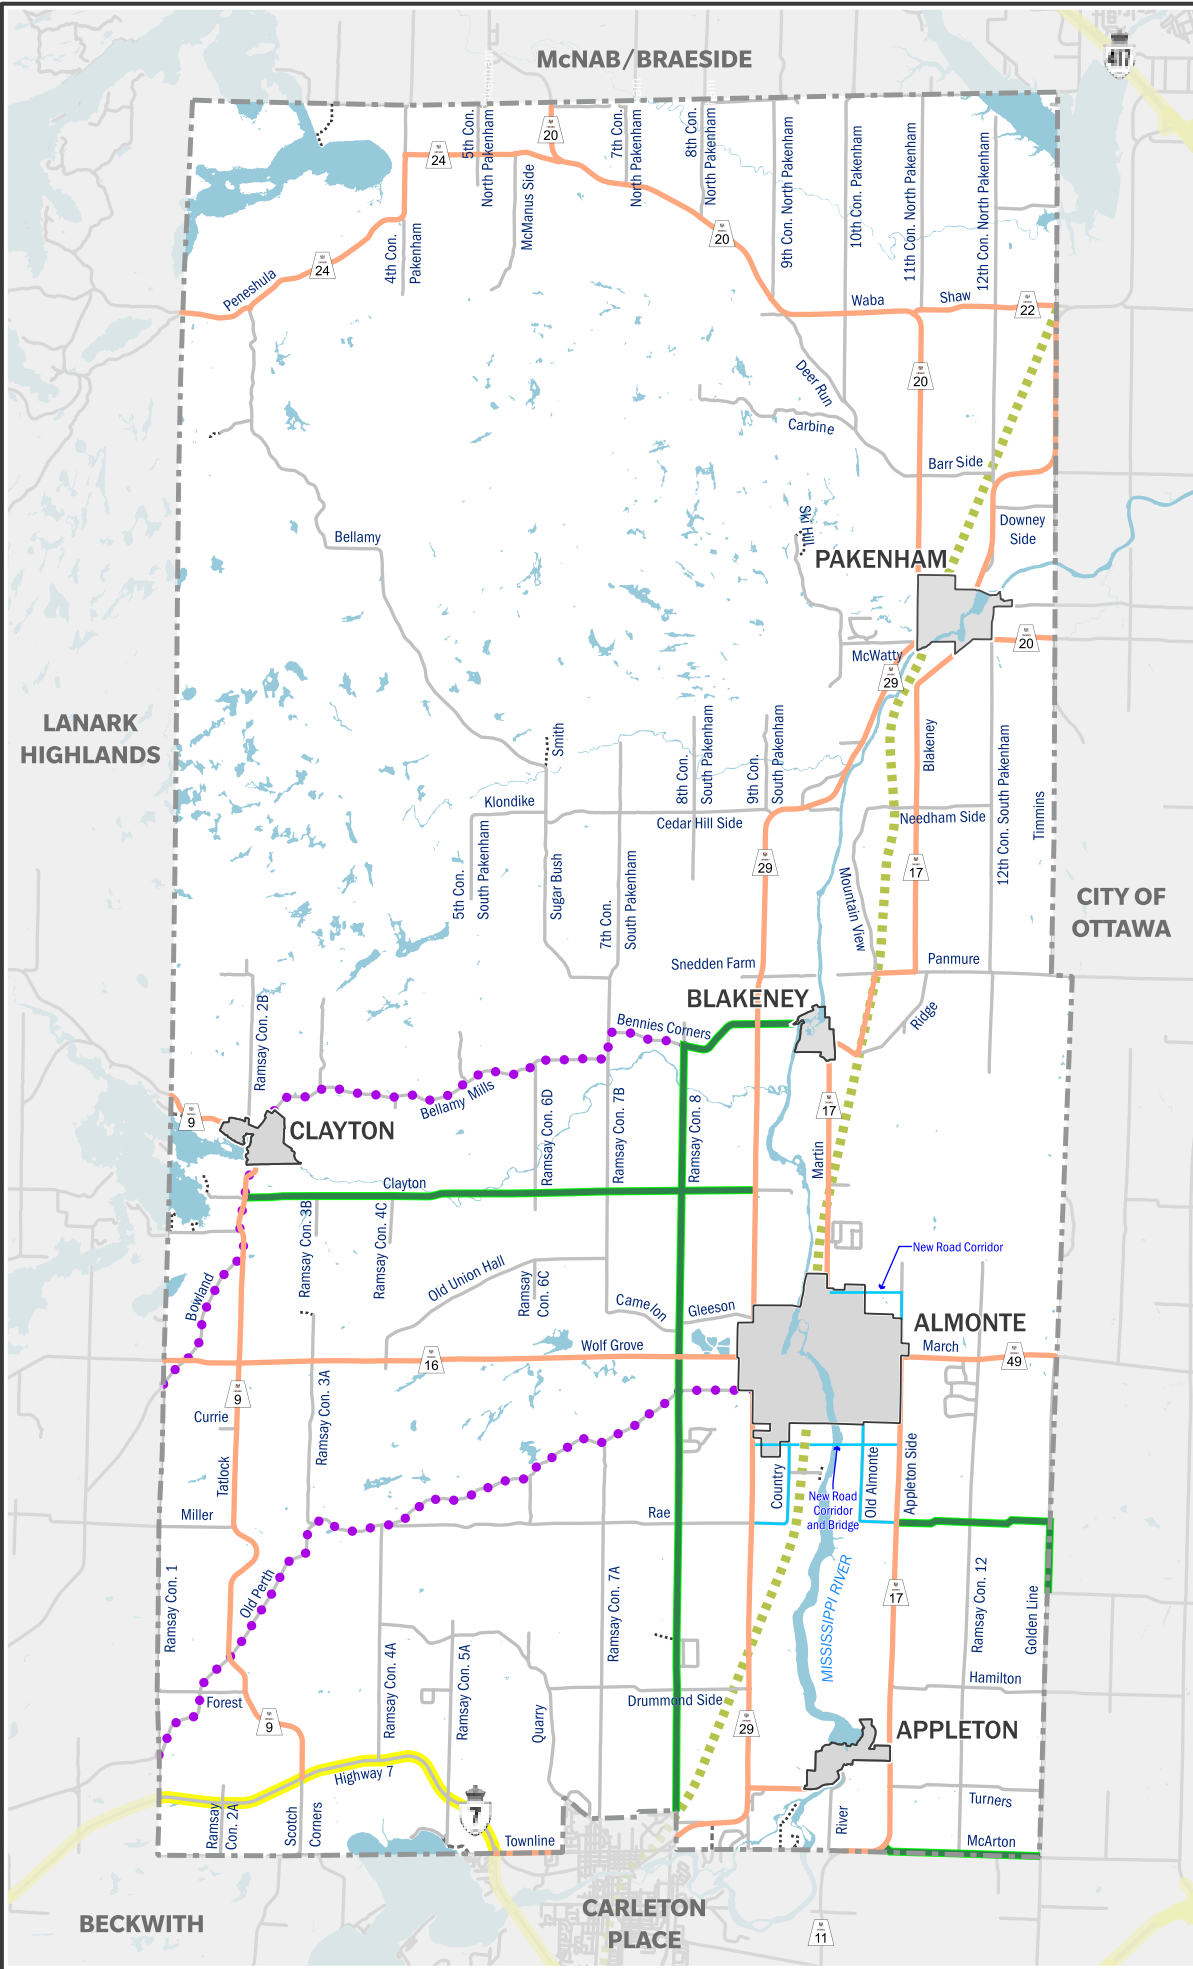 McNAB/BRAESIDE
417
5th Con.
North Pakenham
20
7th Con.
North Pakenham
8th Con.
North Pakenham
9th Con. North Pakenham
10th Con. Pakenham
11th Con. North Pakenham
12th Con. North Pakenham
24
McManus Side
20
4th Con.
Pakenham
24
Peneshula
Waba
Shaw
22
20
Deer Run
Carbine
Barr Side
Ski Hill
Downey
Side
Bellamy
PAKENHAM
20
McWatty
29
LANARK
HIGHLANDS
Smith
8th Con.
South Pakenham
9th Con.
South Pakenham
Blakeney
12th Con. South Pakenham
Timmins
Klondike
Cedar Hill Side
Needham Side
5th Con.
South Pakenham
Sugar Bush
7th Con.
South Pakenham
29
Mountain View
17
CITY OF
OTTAWA
Snedden Farm
Panmure
BLAKENEY
Ramsay Con. 2B
Bennies Corners
Ridge
Bellamy Mills
9
CLAYTON
Ramsay Con. 6D
Ramsay Con. 7B
Ramsay Con. 8
17
Martin
Clayton
Ramsay Con. 3B
Ramsay Con. 4C
Old Union Hall
Ramsay
Con. 6C
New Road Corridor
Bowland
Camelon
Gleeson
ALMONTE
Wolf Grove
March
16
49
9
Ramsay Con. 3A
Currie
Tatlock
Country
Old Almonte
Appleton Side
New Road
Corridor
and Bridge
Miller
Rae
Ramsay Con. 1
Old Perth
Ramsay Con. 7A
MISSISSIPPI RIVER
17
Ramsay Con. 12
Golden Line
Ramsay Con. 4A
Ramsay Con. 5A
Hamilton
Forest
Quarry
Drummond Side
9
29
APPLETON
Highway 7
7
Ramsay
Con. 2A
Scotch
Corners
Townline
River
Turners
McArton
BECKWITH
CARLETON
PLACE
11